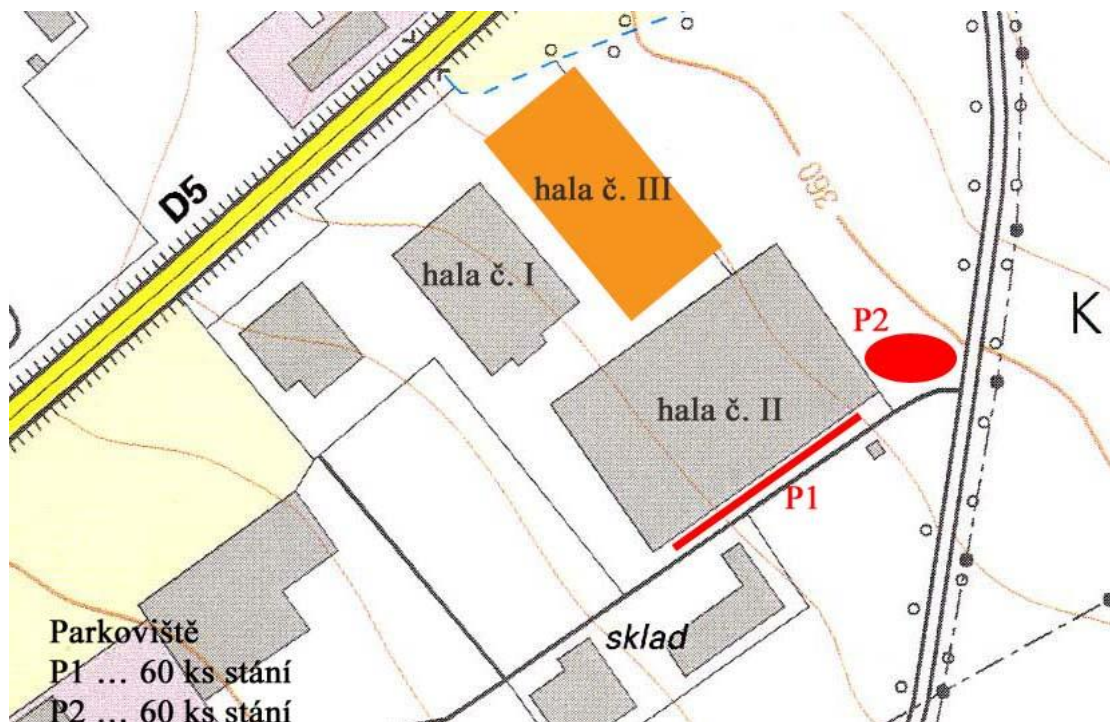 D5
hala č. III
360
hala č. I
P2
K
hala č. II
P1
sklad
Parkoviště
P1 ... 60 ks stání
P2 ... 60 ks stání